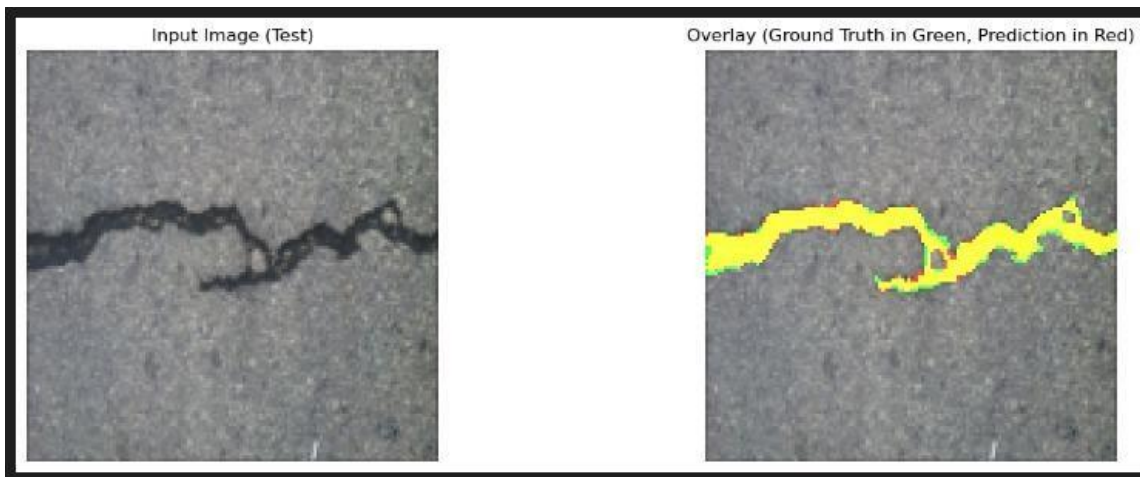 Input Image (Test)
Overlay (Ground Truth in Green, Prediction in Red)